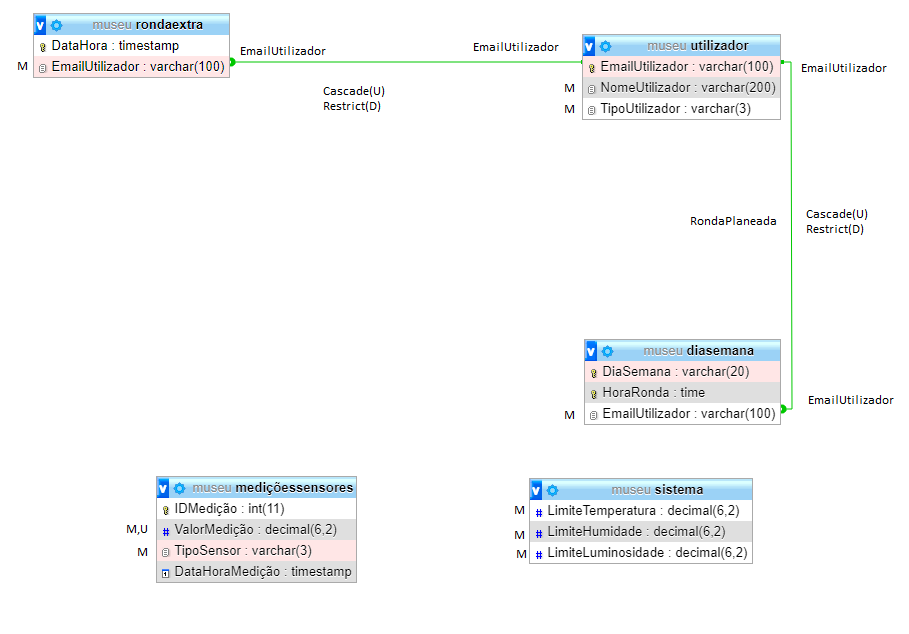 museu rondaextra
DataHora : timestamp
M EmailUtilizador : varchar(100)
EmailUtilizador
EmailUtilizador
Cascade(U)
Restrict(D)
museu utilizador
EmailUtilizador : varchar(100)
M NomeUtilizador : varchar(200)
M TipoUtilizador : varchar(3)
EmailUtilizador
RondaPlaneada
Cascade(U)
Restrict(D)
museu diasemana
DiaSemana : varchar(20)
HoraRonda : time
M EmailUtilizador : varchar(100)
EmailUtilizador
museu mediçõessensores
IDMedição : int(11)
M,U # ValorMedição : decimal(6,2)
M TipoSensor : varchar(3)
DataHoraMedição : timestamp
museu sistema
M # LimiteTemperatura : decimal(6,2)
M # LimiteHumidade : decimal(6,2)
M # LimiteLuminosidade : decimal(6,2)